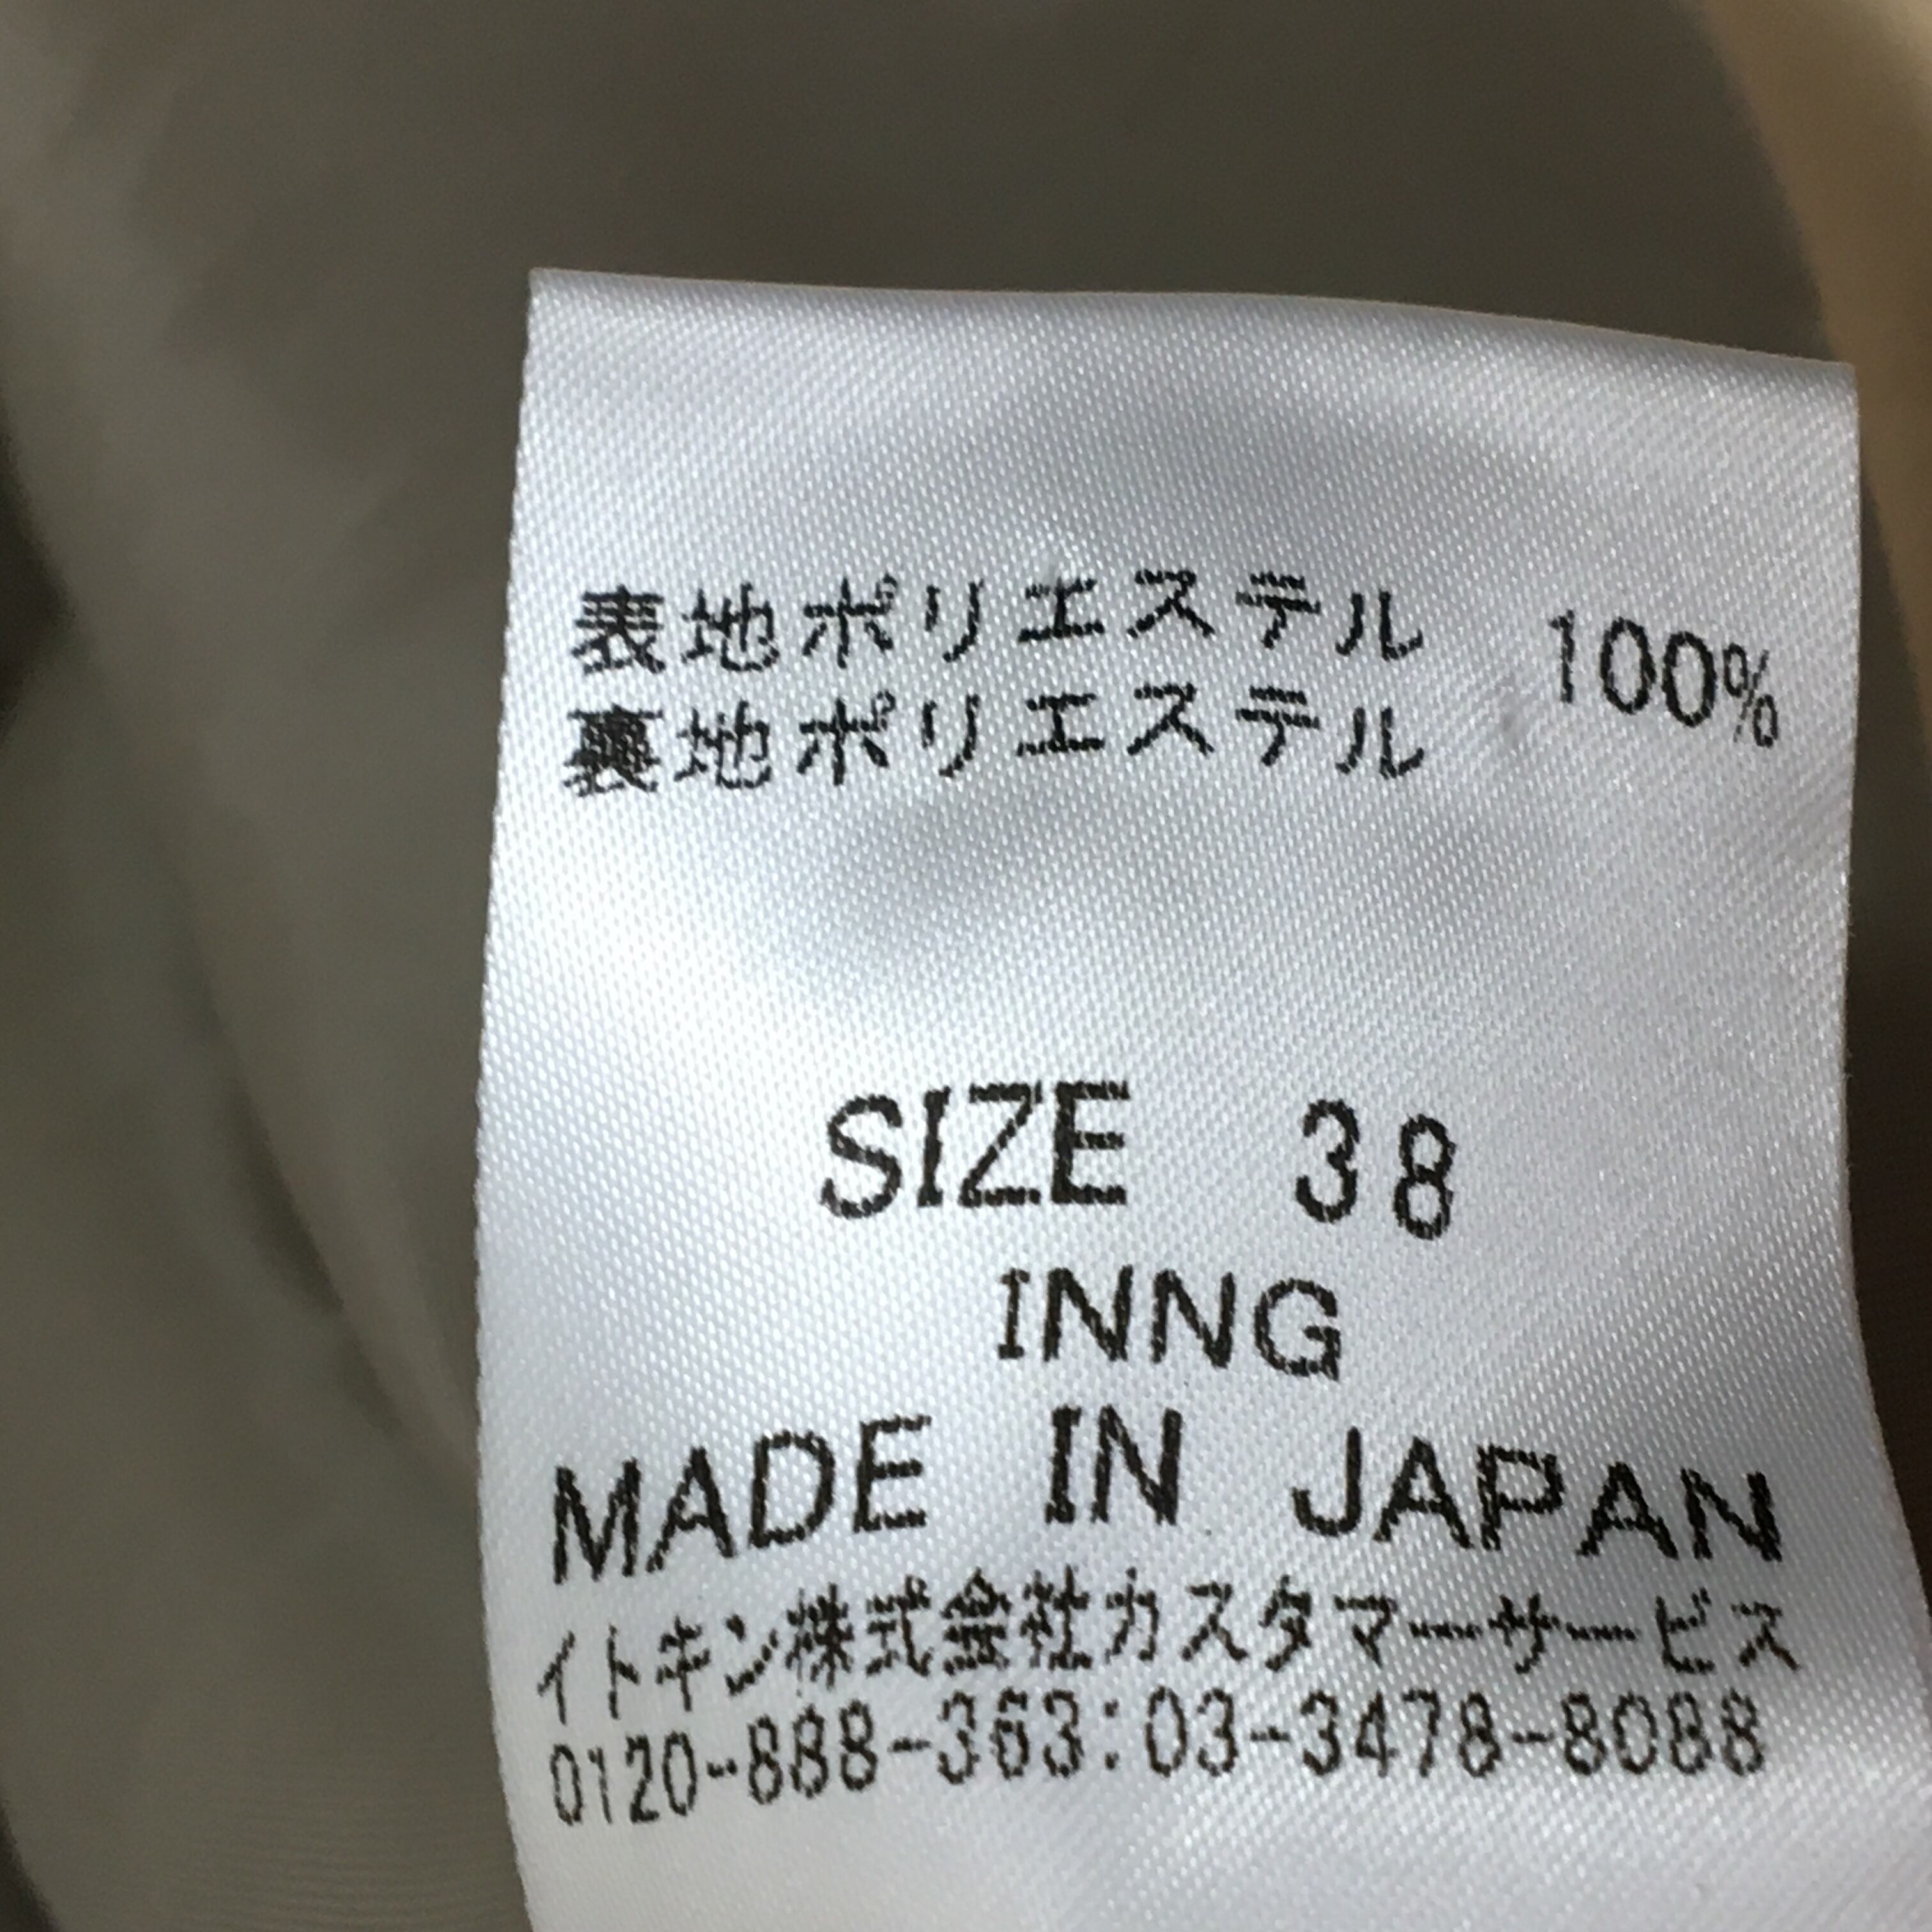 表地ポリエステル 100%
裏地ポリエステル
SIZE 38
INNG
MADE IN JAPAN
イトキン株式会社カスタマーサービス
0120-888-363:03-3478-8088